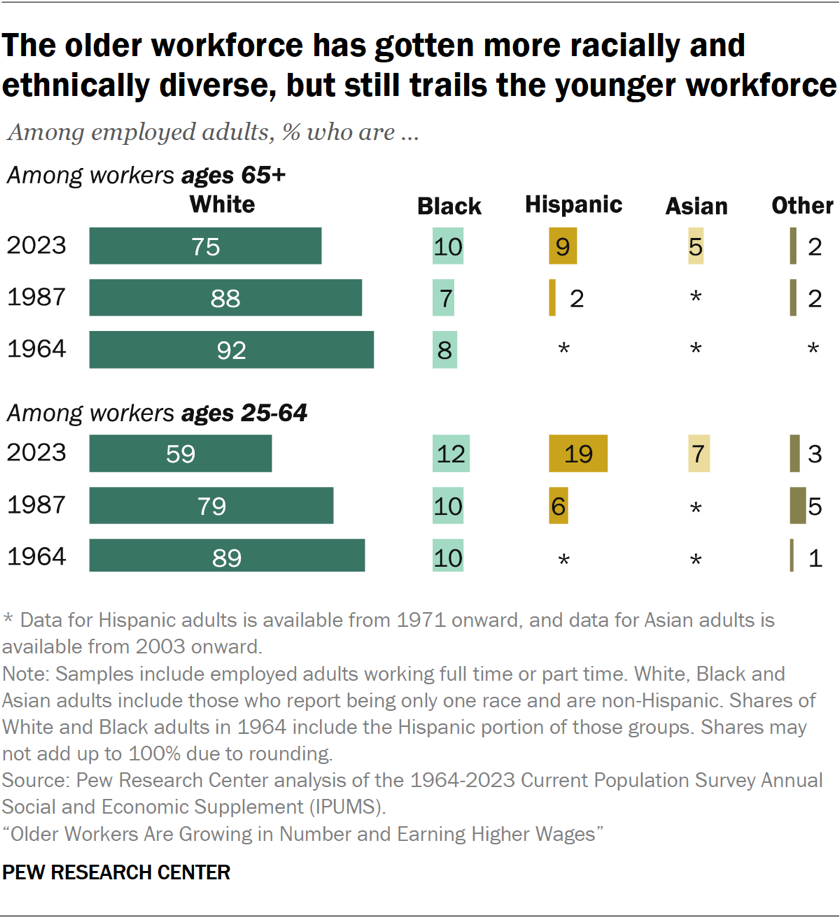 The older workforce has gotten more racially and
ethnically diverse, but still trails the younger workforce
Among employed adults, % who are ...
Among workers ages 65+
White Black Hispanic Asian Other
2023 75 10 9 5 2
1987 88 7 2 * 2
1964 92 8 * * *
Among workers ages 25-64
2023 59 12 19 7 3
1987 79 10 6 * 5
1964 89 10 * * 1
* Data for Hispanic adults is available from 1971 onward, and data for Asian adults is
available from 2003 onward.
Note: Samples include employed adults working full time or part time. White, Black and
Asian adults include those who report being only one race and are non-Hispanic. Shares of
White and Black adults in 1964 include the Hispanic portion of those groups. Shares may
not add up to 100% due to rounding.
Source: Pew Research Center analysis of the 1964-2023 Current Population Survey Annual
Social and Economic Supplement (IPUMS).
“Older Workers Are Growing in Number and Earning Higher Wages”
PEW RESEARCH CENTER